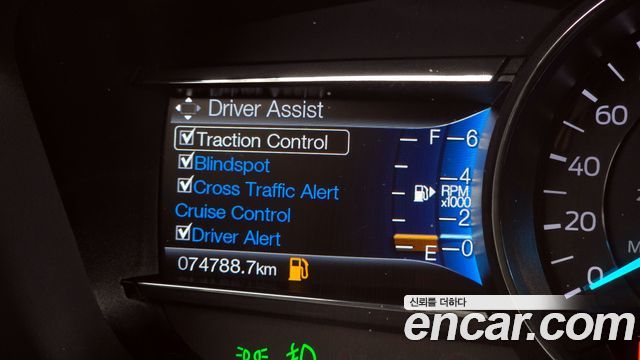 Driver Assist
Traction Control
Blindspot
Cross Traffic Alert
Cruise Control
Driver Alert
074788.7km
F
E
6
4
RPM
x1000
2
0
60
40
20
0
M
신뢰를 더하다
encar.com